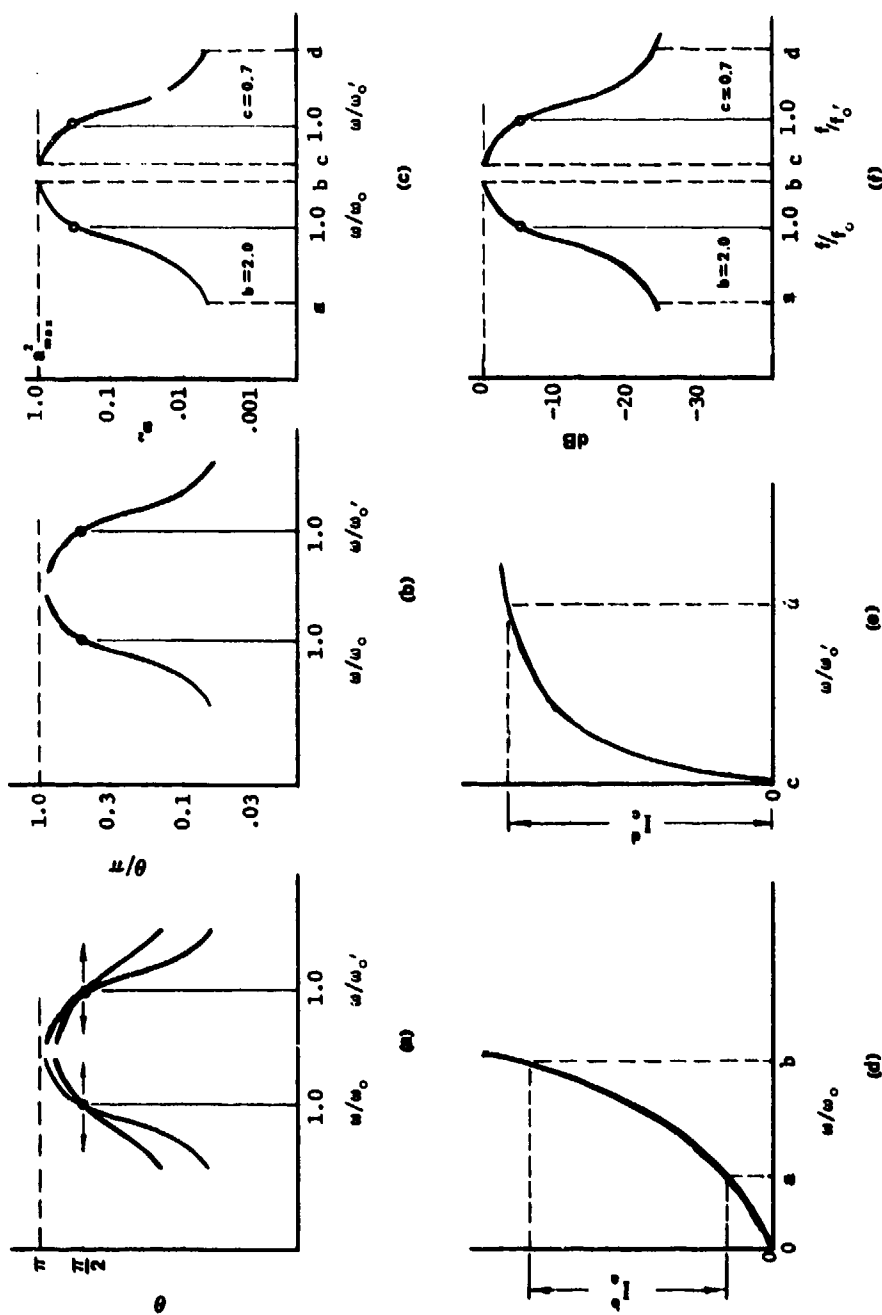 π
π/2
θ
1.0
ω/ω₀
1.0
ω/ω₀'
(a)
1.0
0.3
0.1
.03
θ/π
1.0
ω/ω₀
1.0
ω/ω₀'
(b)
1.0
0.1
.01
.001
a²max
b=2.0
c=0.7
a
1.0
b
c
1.0
d
ω/ω₀
ω/ω₀'
(c)
0
0
a
b
ω/ω₀
(d)
0
c
ω/ω₀'
(e)
0
-10
-20
-30
dB
b=2.0
c=0.7
a
1.0
b
c
1.0
d
f/f₀
f/f₀'
(f)